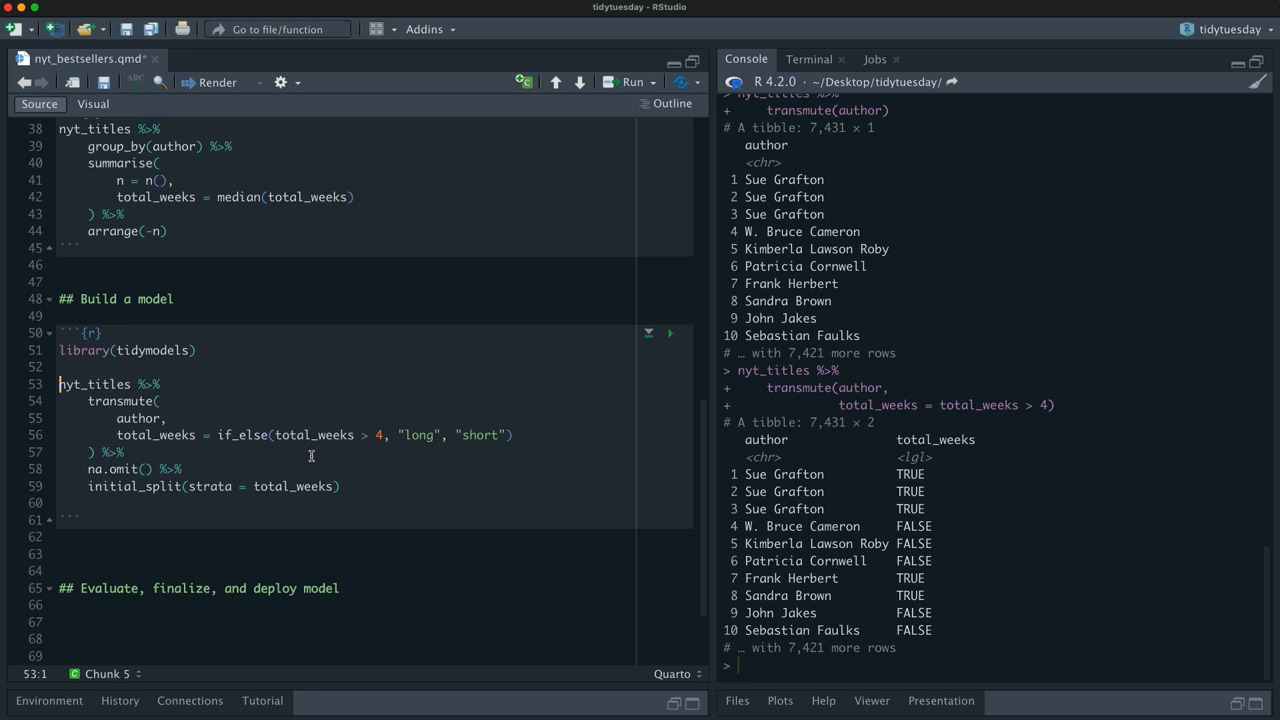 tidytuesday - RStudio
Go to file/function
Addins
tidytuesday
nyt_bestsellers.qmd*
ABC
Render
Run
Source
Visual
Outline
38 nyt_titles %>%
39 group_by(author) %>%
40 summarise(
41 n = n(),
42 total_weeks = median(total_weeks)
43 ) %>%
44 arrange(-n)
45 ```
46
47
48 ## Build a model
49
50 ```{r}
51 library(tidymodels)
52
53 nyt_titles %>%
54 transmute(
55 author,
56 total_weeks = if_else(total_weeks > 4, "long", "short")
57 ) %>%
58 na.omit() %>%
59 initial_split(strata = total_weeks)
60
61 ```
62
63
64
65 ## Evaluate, finalize, and deploy model
66
67
68
69
53:1
C Chunk 5
Quarto
Environment
History
Connections
Tutorial
Console
Terminal
Jobs
R 4.2.0 · ~/Desktop/tidytuesday/
> nyt_titles %>%
+ transmute(author)
# A tibble: 7,431 × 1
author
<chr>
1 Sue Grafton
2 Sue Grafton
3 Sue Grafton
4 W. Bruce Cameron
5 Kimberla Lawson Roby
6 Patricia Cornwell
7 Frank Herbert
8 Sandra Brown
9 John Jakes
10 Sebastian Faulks
# … with 7,421 more rows
> nyt_titles %>%
+ transmute(author,
+ total_weeks = total_weeks > 4)
# A tibble: 7,431 × 2
author total_weeks
<chr> <lgl>
1 Sue Grafton TRUE
2 Sue Grafton TRUE
3 Sue Grafton TRUE
4 W. Bruce Cameron FALSE
5 Kimberla Lawson Roby FALSE
6 Patricia Cornwell FALSE
7 Frank Herbert TRUE
8 Sandra Brown TRUE
9 John Jakes FALSE
10 Sebastian Faulks FALSE
# … with 7,421 more rows
>
Files
Plots
Help
Viewer
Presentation